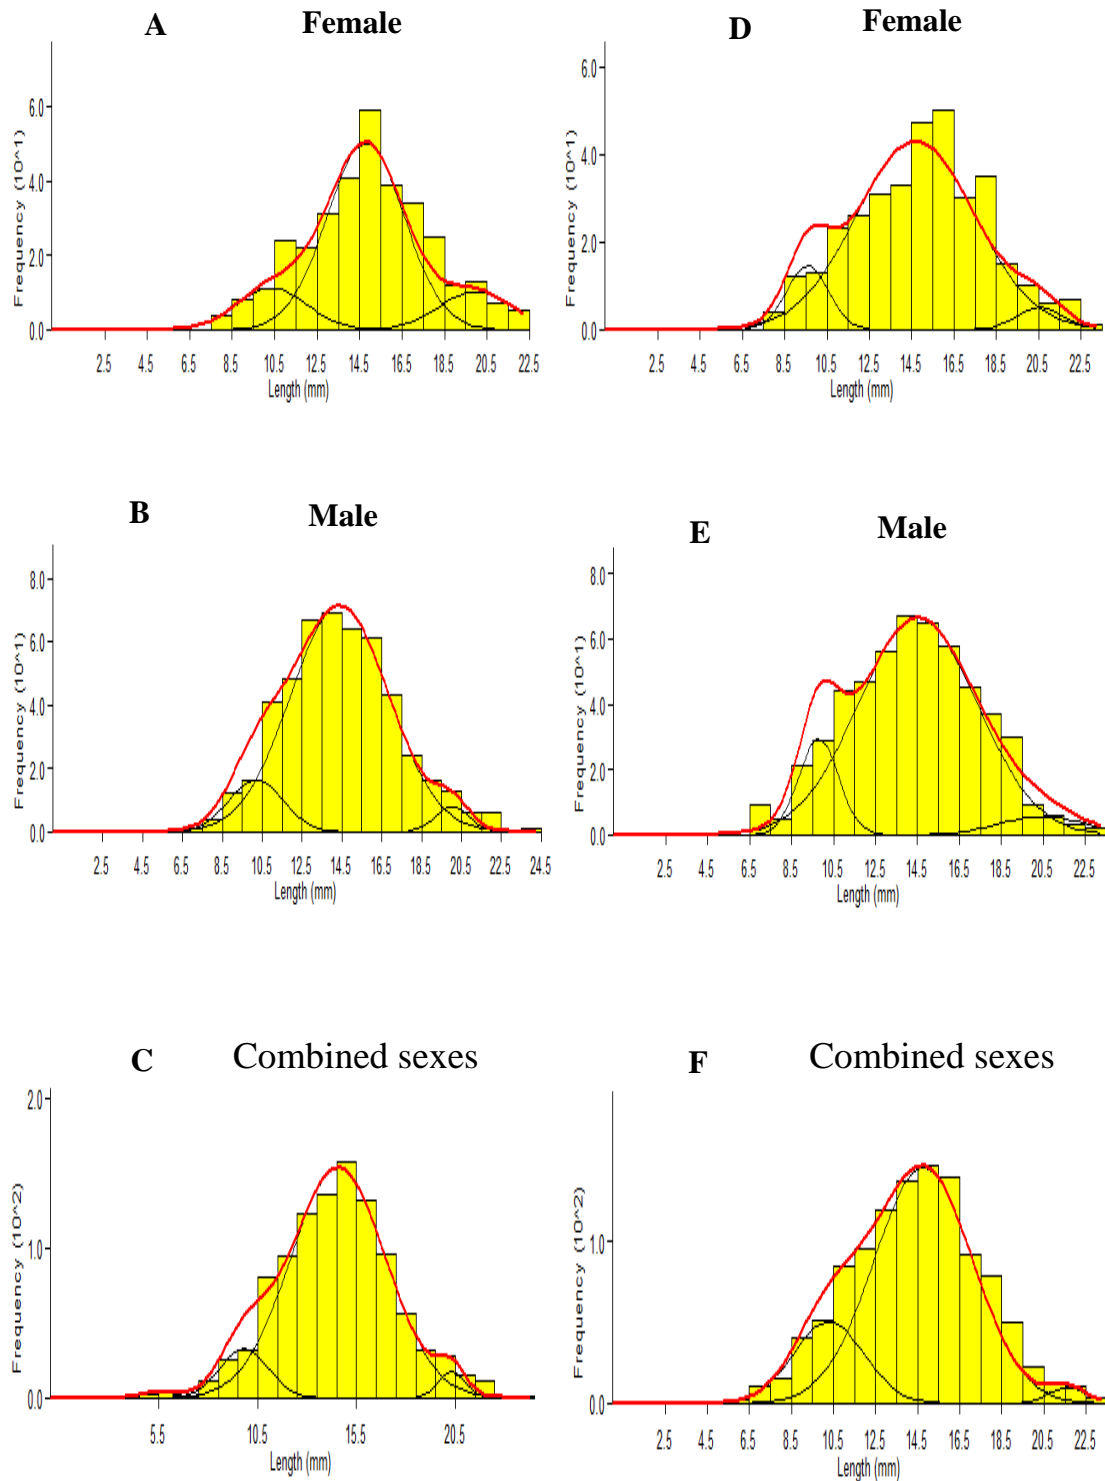 A Female
Frequency (10^1)
6.0
4.0
2.0
0.0
2.5 4.5 6.5 8.5 10.5 12.5 14.5 16.5 18.5 20.5 22.5
Length (mm)
D Female
Frequency (10^1)
6.0
4.0
2.0
0.0
2.5 4.5 6.5 8.5 10.5 12.5 14.5 16.5 18.5 20.5 22.5
Length (mm)
B Male
Frequency (10^1)
8.0
6.0
4.0
2.0
0.0
2.5 4.5 6.5 8.5 10.5 12.5 14.5 16.5 18.5 20.5 22.5 24.5
Length (mm)
E Male
Frequency (10^1)
8.0
6.0
4.0
2.0
0.0
2.5 4.5 6.5 8.5 10.5 12.5 14.5 16.5 18.5 20.5 22.5
Length (mm)
C Combined sexes
Frequency (10^2)
2.0
1.0
0.0
5.5 10.5 15.5 20.5
Length (mm)
F Combined sexes
Frequency (10^2)
1.0
0.0
2.5 4.5 6.5 8.5 10.5 12.5 14.5 16.5 18.5 20.5 22.5
Length (mm)